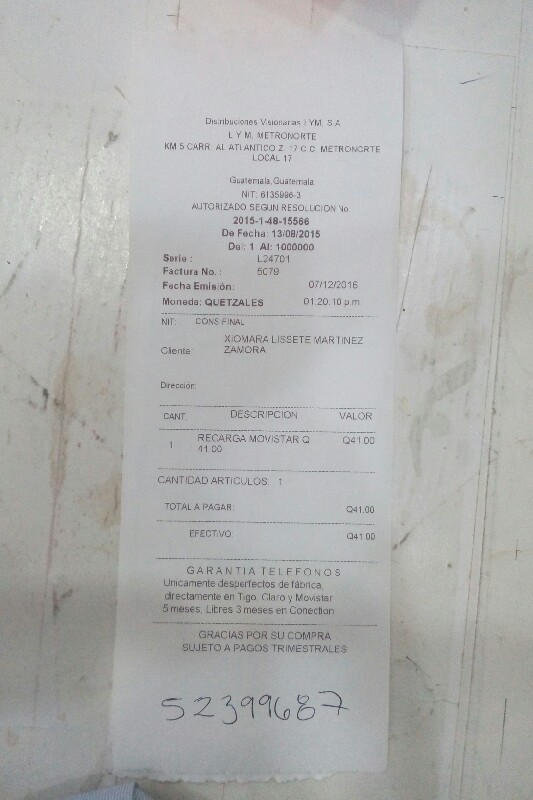 Distribuciones Visionarias LYM, S.A
L Y M, METRONORTE
KM 5 CARR. AL ATLANTICO Z. 17 C.C. METRONORTE
LOCAL 17
Guatemala, Guatemala
NIT: 6135996-3
AUTORIZADO SEGUN RESOLUCION No.
2015-1-48-15566
De Fecha: 13/08/2015
Del: 1 Al: 1000000
Serie : L24701
Factura No. : 5079
Fecha Emisión: 07/12/2016
Moneda: QUETZALES 01:20:10 p.m.
NIT: CONS FINAL
XIOMARA LISSETE MARTINEZ
Cliente: ZAMORA
Dirección:
CANT. DESCRIPCION VALOR
1 RECARGA MOVISTAR Q Q41.00
41.00
CANTIDAD ARTICULOS: 1
TOTAL A PAGAR: Q41.00
EFECTIVO: Q41.00
GARANTIA TELEFONOS
Unicamente desperfectos de fábrica,
directamente en Tigo, Claro y Movistar
5 meses, Libres 3 meses en Conection
GRACIAS POR SU COMPRA
SUJETO A PAGOS TRIMESTRALES
52399687